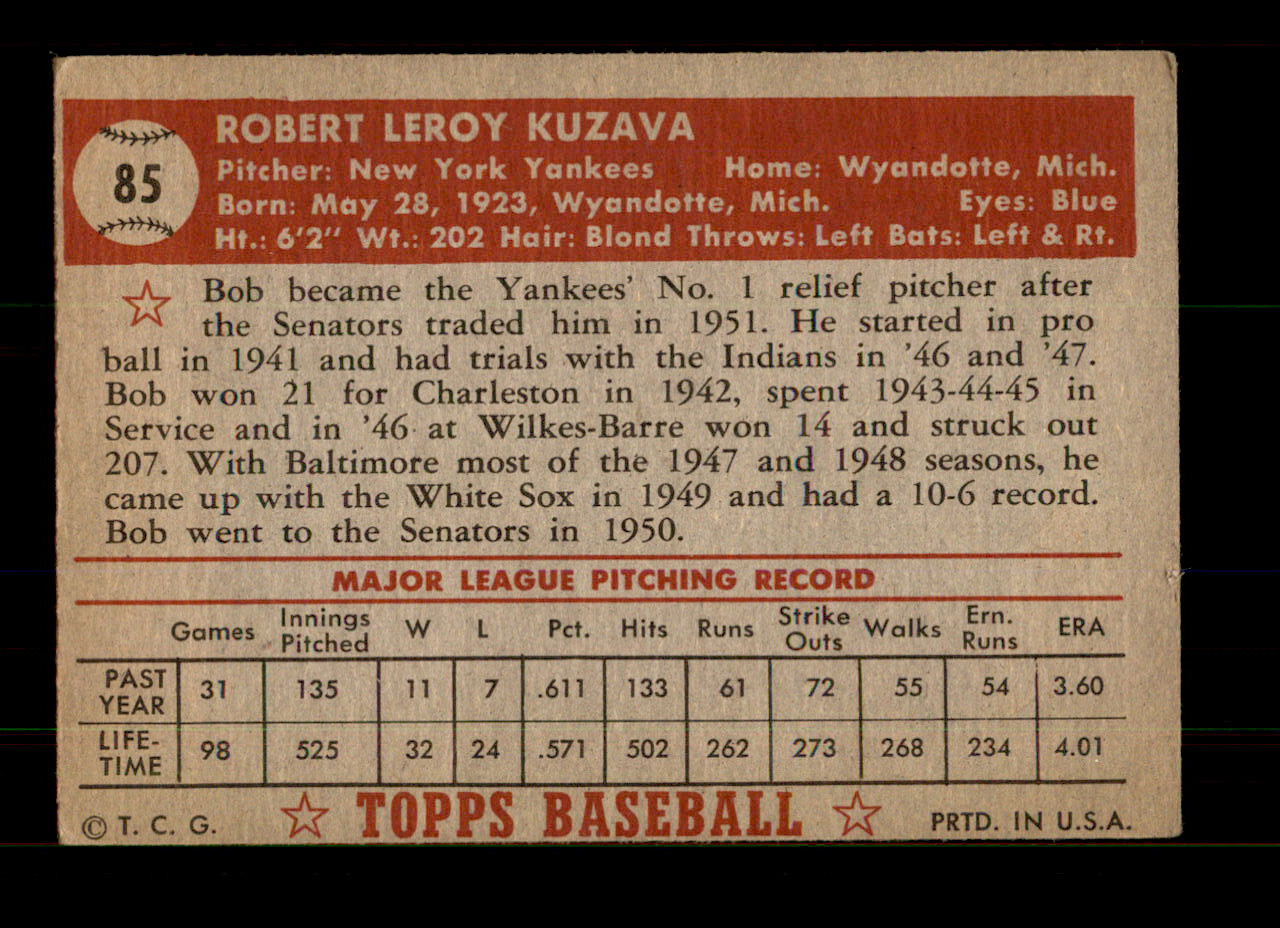 85
ROBERT LEROY KUZAVA
Pitcher: New York Yankees Home: Wyandotte, Mich.
Born: May 28, 1923, Wyandotte, Mich. Eyes: Blue
Ht.: 6'2" Wt.: 202 Hair: Blond Throws: Left Bats: Left & Rt.
Bob became the Yankees' No. 1 relief pitcher after
the Senators traded him in 1951. He started in pro
ball in 1941 and had trials with the Indians in '46 and '47.
Bob won 21 for Charleston in 1942, spent 1943-44-45 in
Service and in '46 at Wilkes-Barre won 14 and struck out
207. With Baltimore most of the 1947 and 1948 seasons, he
came up with the White Sox in 1949 and had a 10-6 record.
Bob went to the Senators in 1950.
MAJOR LEAGUE PITCHING RECORD
Games Innings Pitched W L Pct. Hits Runs Strike Outs Walks Ern. Runs ERA
PAST YEAR 31 135 11 7 .611 133 61 72 55 54 3.60
LIFE-TIME 98 525 32 24 .571 502 262 273 268 234 4.01
© T. C. G. TOPPS BASEBALL PRTD. IN U.S.A.